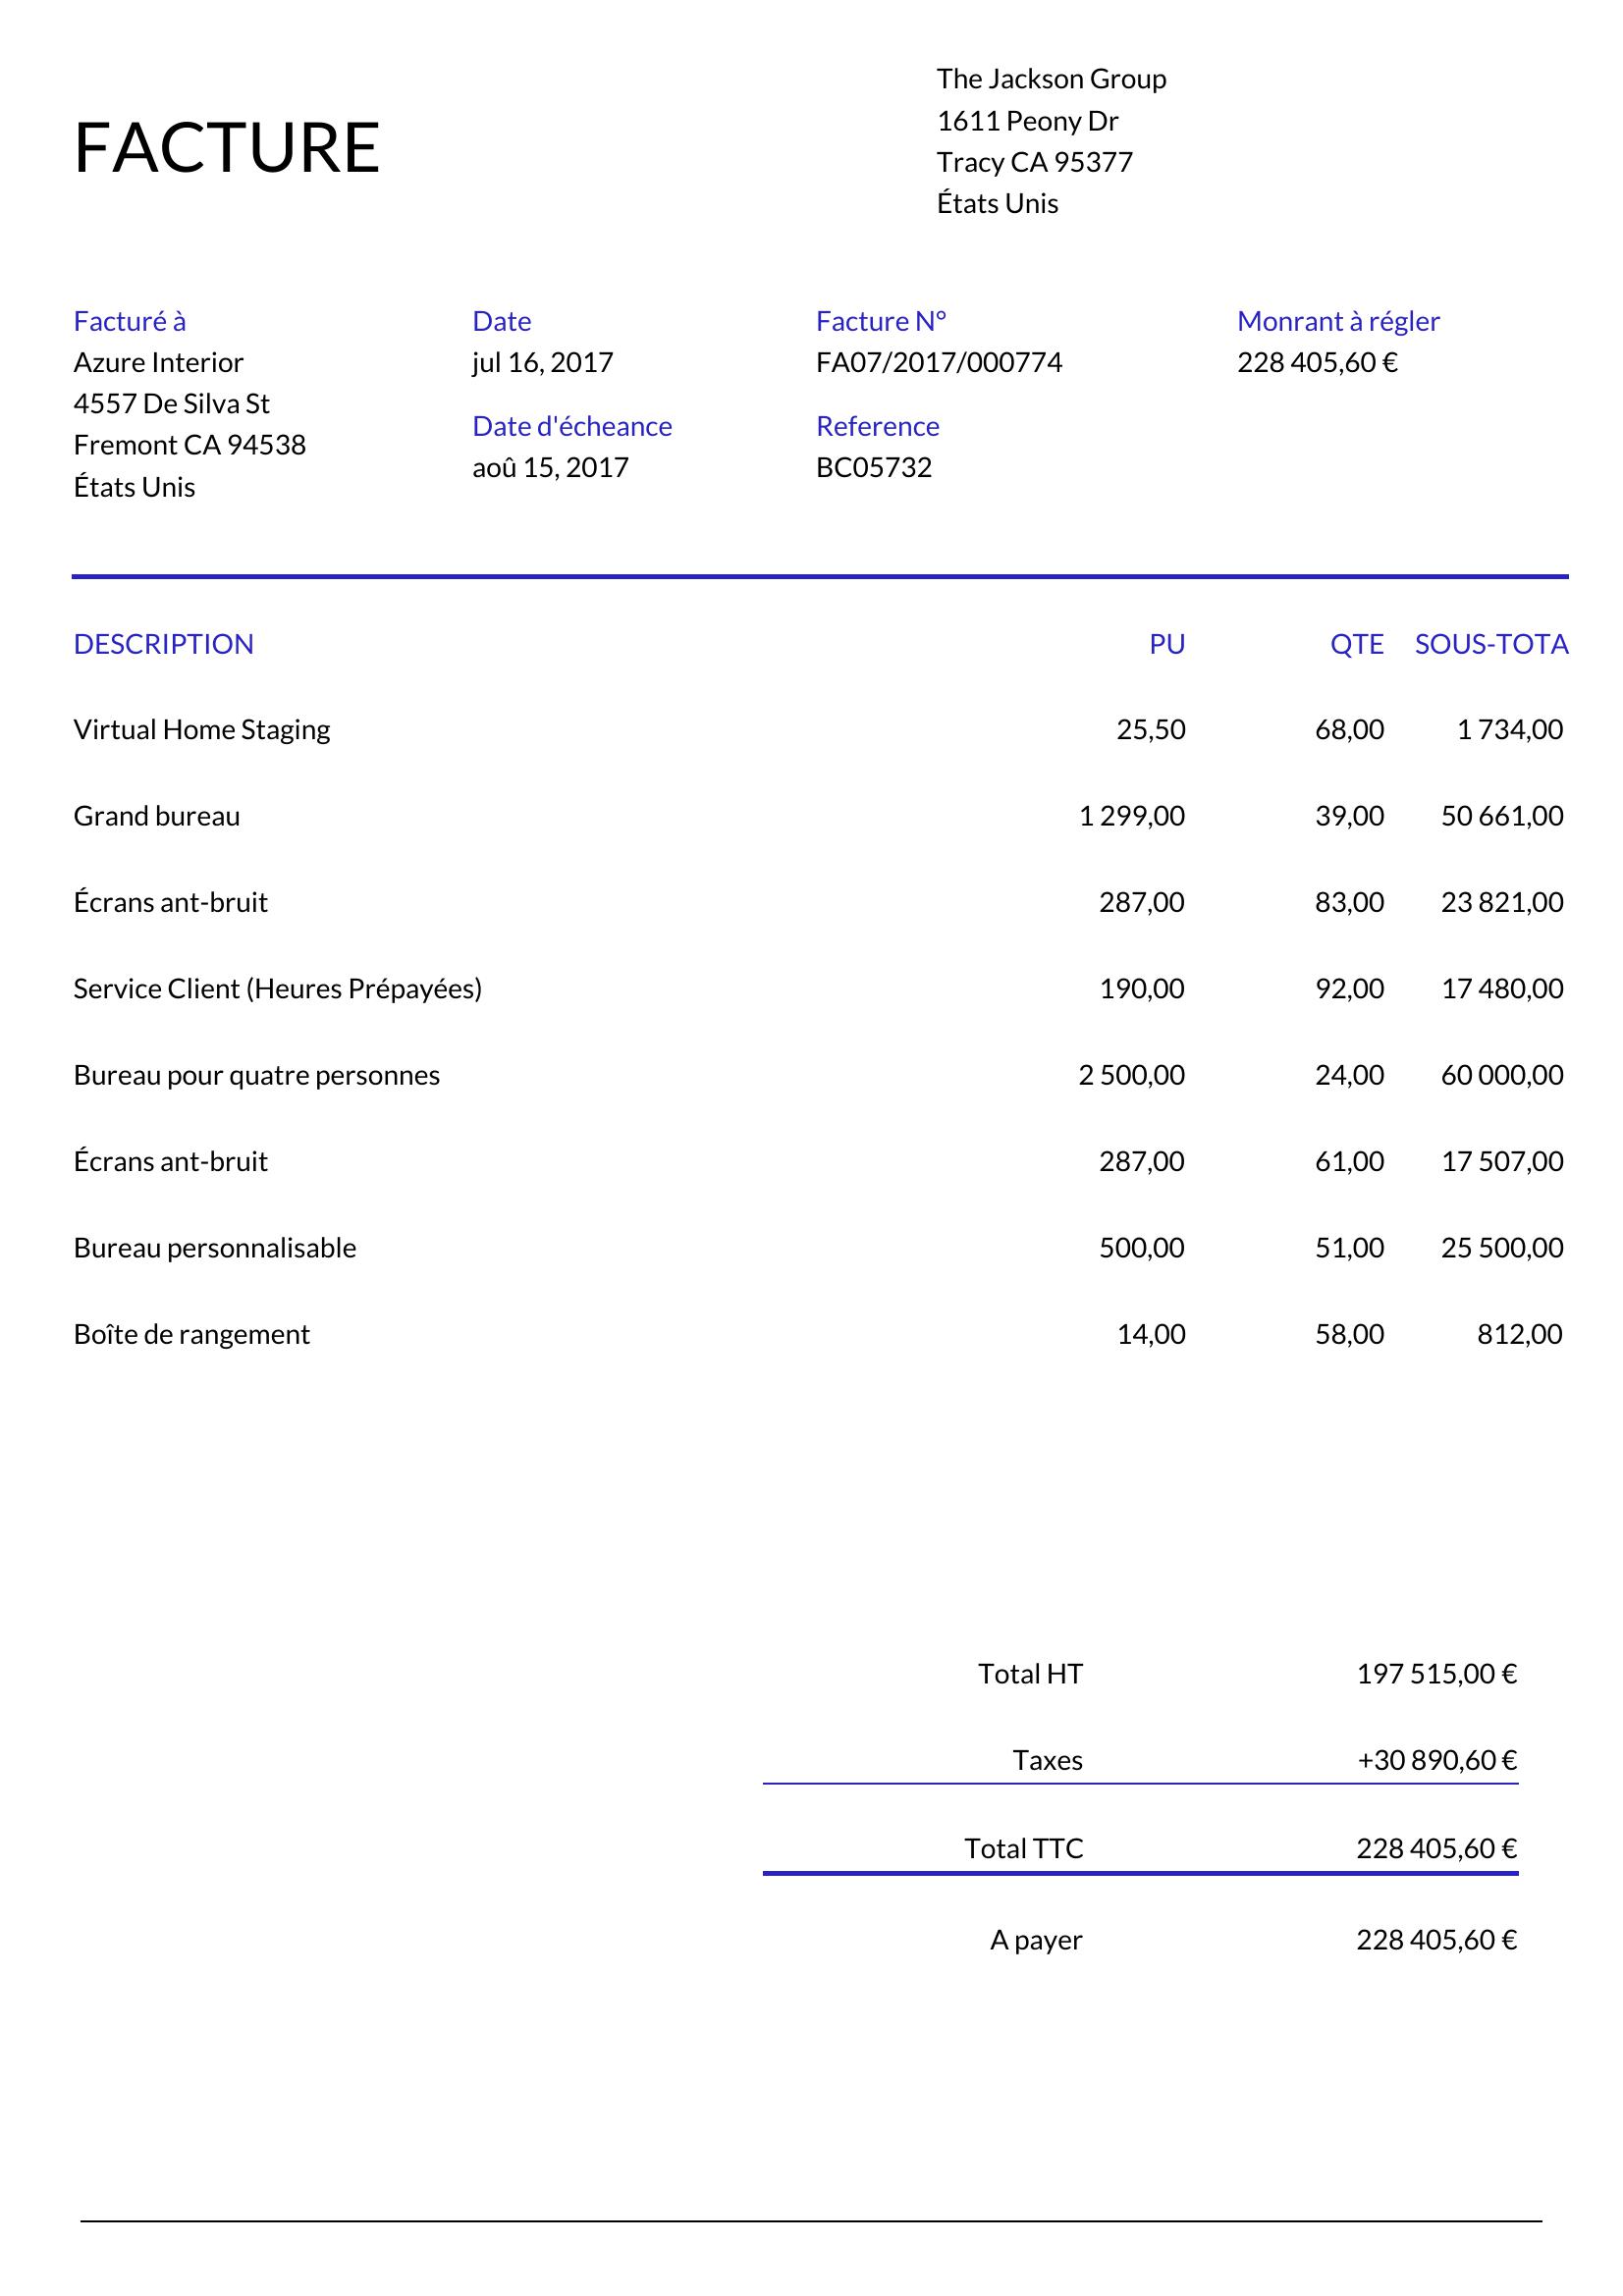 The Jackson Group
1611 Peony Dr
Tracy CA 95377
États Unis
FACTURE
Facturé à
Azure Interior
4557 De Silva St
Fremont CA 94538
États Unis
Date
jul 16, 2017
Date d'écheance
aoû 15, 2017
Facture N°
FA07/2017/000774
Reference
BC05732
Monrant à régler
228 405,60 €
DESCRIPTION PU QTE SOUS-TOTA
Virtual Home Staging 25,50 68,00 1 734,00
Grand bureau 1 299,00 39,00 50 661,00
Écrans ant-bruit 287,00 83,00 23 821,00
Service Client (Heures Prépayées) 190,00 92,00 17 480,00
Bureau pour quatre personnes 2 500,00 24,00 60 000,00
Écrans ant-bruit 287,00 61,00 17 507,00
Bureau personnalisable 500,00 51,00 25 500,00
Boîte de rangement 14,00 58,00 812,00
Total HT 197 515,00 €
Taxes +30 890,60 €
Total TTC 228 405,60 €
A payer 228 405,60 €